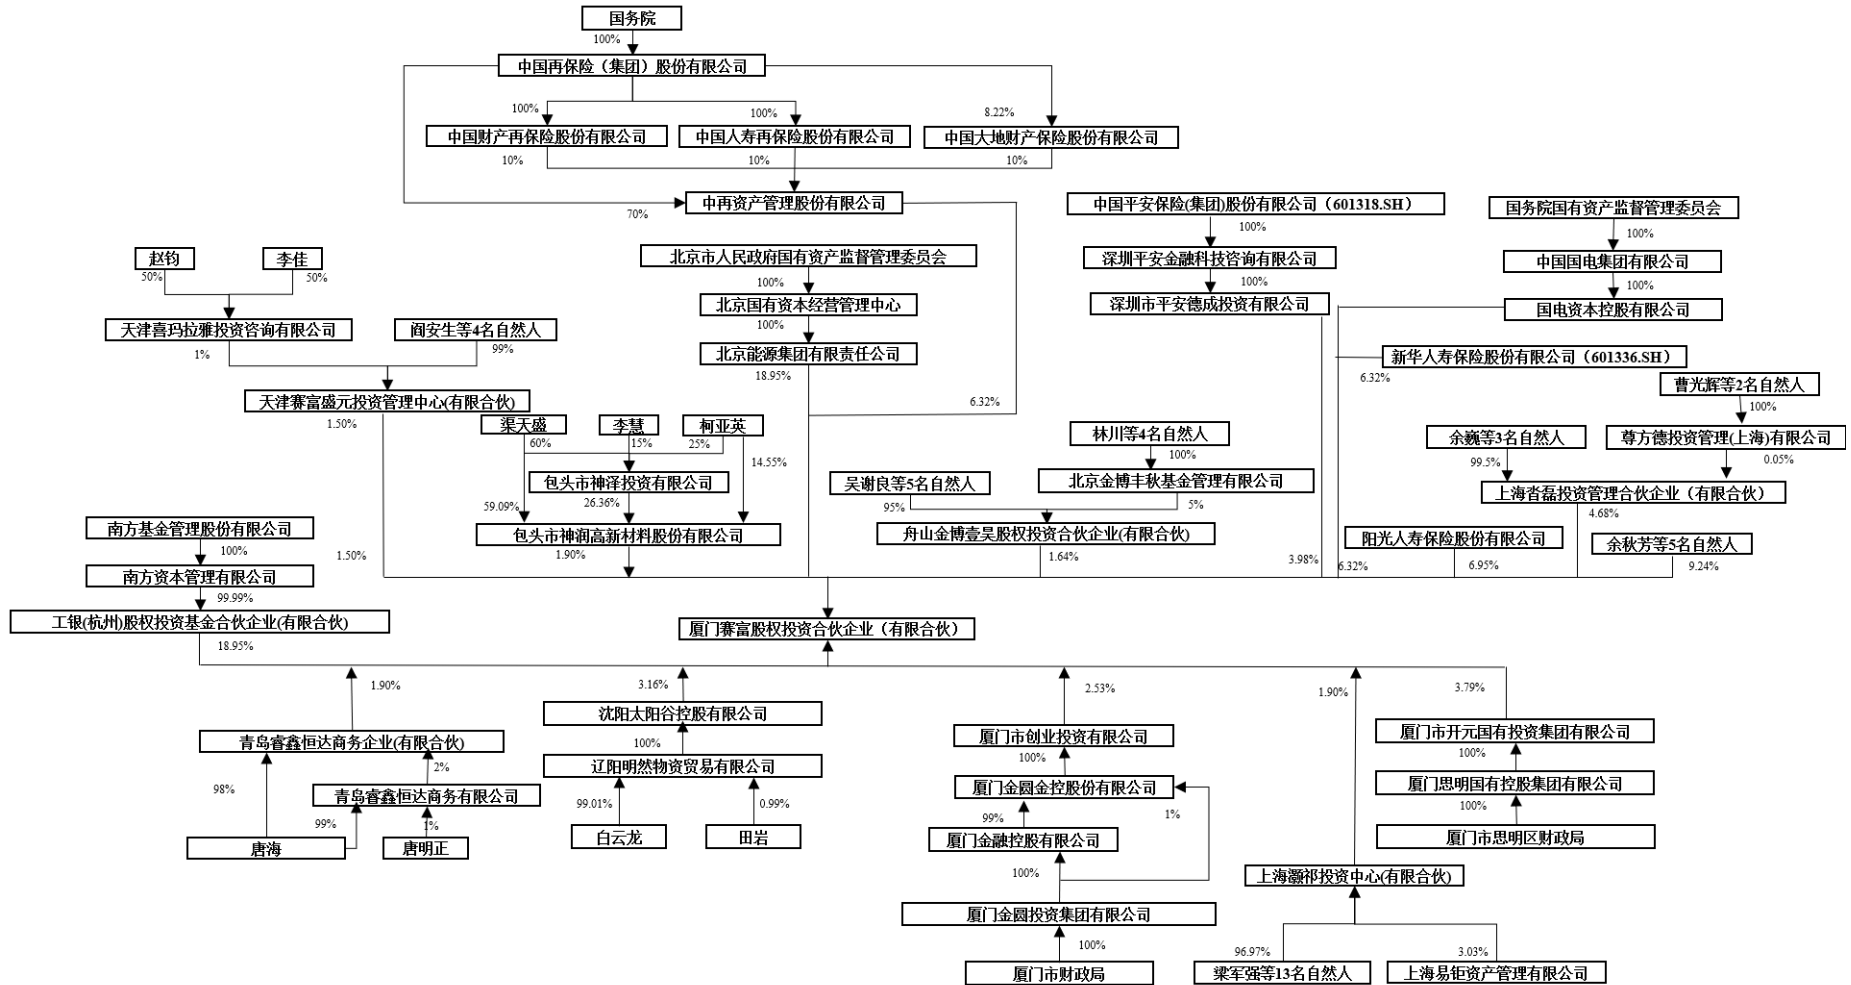 国务院
100%
中国再保险（集团）股份有限公司
100%
100%
8.22%
中国财产再保险股份有限公司
中国人寿再保险股份有限公司
中国大地财产保险股份有限公司
10%
10%
10%
70%
中再资产管理股份有限公司
6.32%
中国平安保险(集团)股份有限公司（601318.SH）
100%
深圳平安金融科技咨询有限公司
100%
深圳市平安德成投资有限公司
3.98%
国务院国有资产监督管理委员会
100%
中国国电集团有限公司
100%
国电资本控股有限公司
6.32%
新华人寿保险股份有限公司（601336.SH）
6.32%
赵钧
李佳
50%
50%
天津喜玛拉雅投资咨询有限公司
阎安生等4名自然人
1%
99%
天津赛富盛元投资管理中心(有限合伙)
1.50%
1.50%
北京市人民政府国有资产监督管理委员会
100%
北京国有资本经营管理中心
100%
北京能源集团有限责任公司
18.95%
渠天盛
李慧
柯亚英
60%
15%
25%
14.55%
包头市神泽投资有限公司
59.09%
26.36%
包头市神润高新材料股份有限公司
1.90%
林川等4名自然人
100%
吴谢良等5名自然人
北京金博丰秋基金管理有限公司
95%
5%
舟山金博壹吴股权投资合伙企业(有限合伙)
1.64%
曹光辉等2名自然人
100%
余巍等3名自然人
尊方德投资管理(上海)有限公司
99.5%
0.05%
上海沓磊投资管理合伙企业（有限合伙）
4.68%
阳光人寿保险股份有限公司
6.95%
余秋芳等5名自然人
9.24%
南方基金管理股份有限公司
100%
南方资本管理有限公司
99.99%
工银(杭州)股权投资基金合伙企业(有限合伙)
18.95%
厦门赛富股权投资合伙企业（有限合伙）
1.90%
3.16%
2.53%
1.90%
3.79%
青岛睿鑫恒达商务企业(有限合伙)
98%
2%
青岛睿鑫恒达商务有限公司
99%
1%
唐海
唐明正
沈阳太阳谷控股有限公司
100%
辽阳明然物资贸易有限公司
99.01%
0.99%
白云龙
田岩
厦门市创业投资有限公司
100%
厦门金圆金控股份有限公司
99%
1%
厦门金融控股有限公司
100%
厦门金圆投资集团有限公司
100%
厦门市财政局
厦门市开元国有投资集团有限公司
100%
厦门思明国有控股集团有限公司
100%
厦门市思明区财政局
上海灏祁投资中心(有限合伙)
96.97%
3.03%
梁军强等13名自然人
上海易钜资产管理有限公司